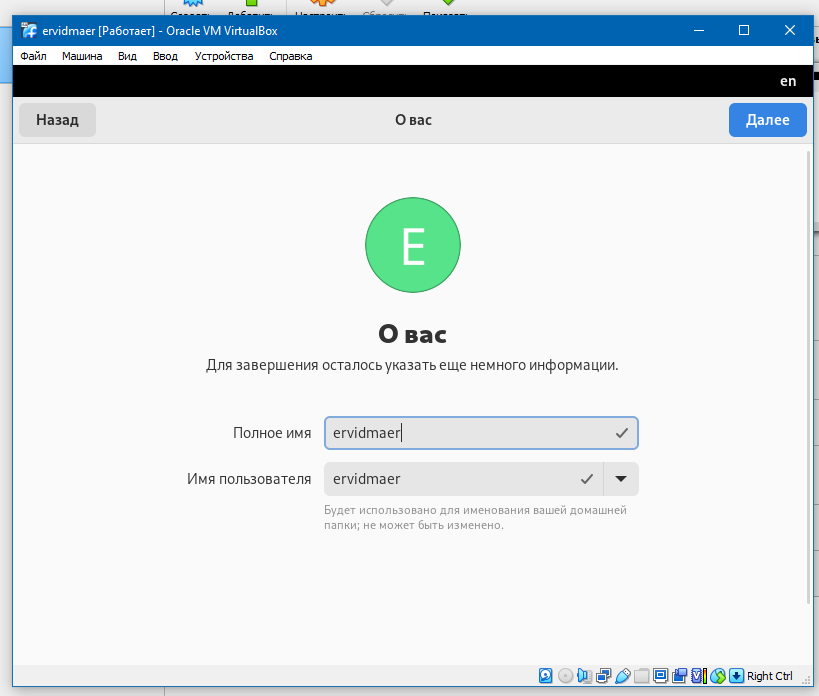 ervidmaer [Работает] - Oracle VM VirtualBox
Файл Машина Вид Ввод Устройства Справка
en
Назад О вас Далее
E
О вас
Для завершения осталось указать еще немного информации.
Полное имя ervidmaer
Имя пользователя ervidmaer
Будет использовано для именования вашей домашней
папки; не может быть изменено.
Right Ctrl